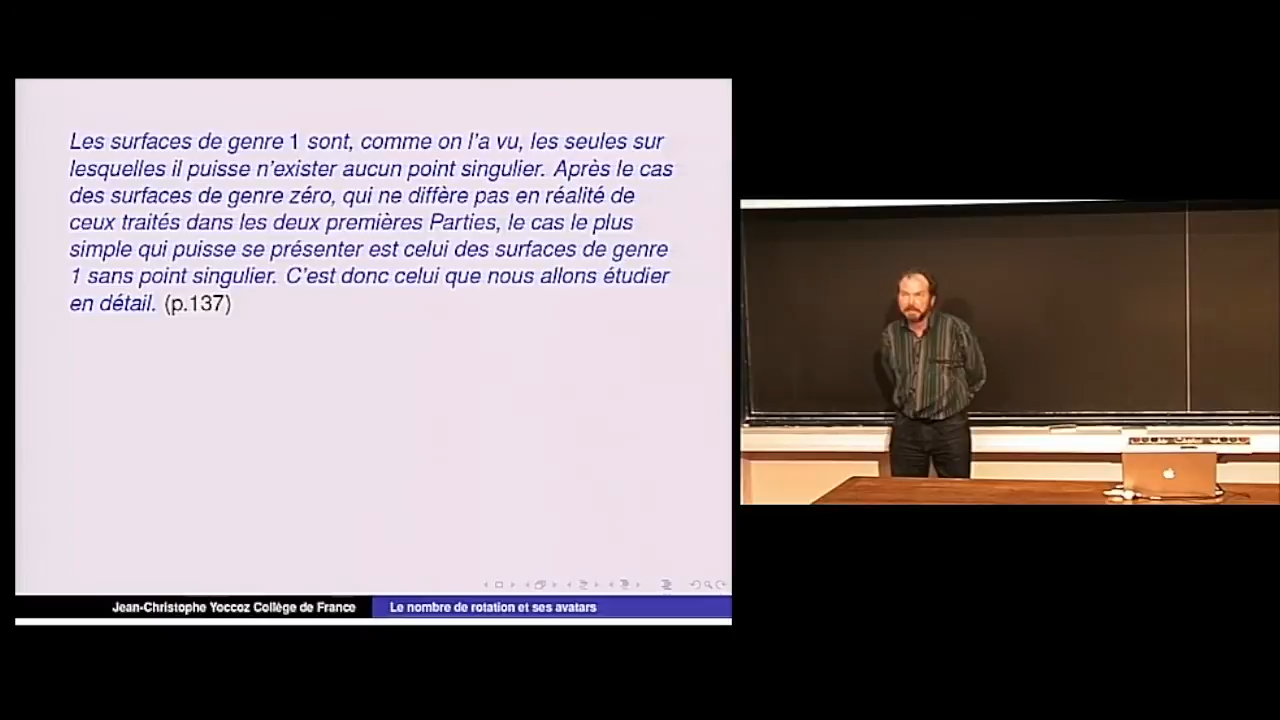 Les surfaces de genre 1 sont, comme on l'a vu, les seules sur
lesquelles il puisse n'exister aucun point singulier. Après le cas
des surfaces de genre zéro, qui ne diffère pas en réalité de
ceux traités dans les deux premières Parties, le cas le plus
simple qui puisse se présenter est celui des surfaces de genre
1 sans point singulier. C'est donc celui que nous allons étudier
en détail. (p.137)
Jean-Christophe Yoccoz Collège de France
Le nombre de rotation et ses avatars